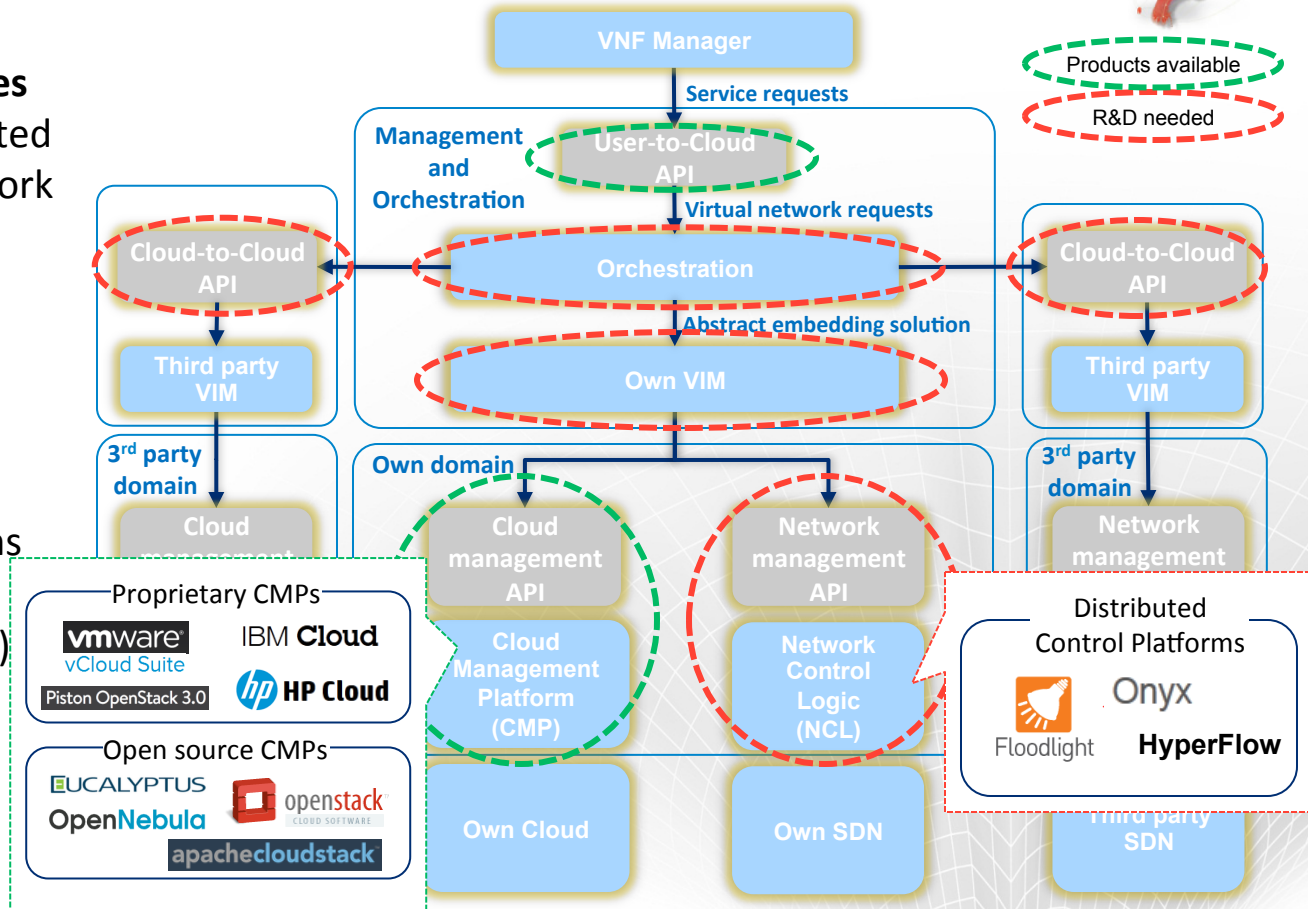 VNF Manager
Products available
R&D needed
es
ted
ork
Service requests
Management
and
Orchestration
User-to-Cloud
API
Virtual network requests
Cloud-to-Cloud
API
Orchestration
Cloud-to-Cloud
API
Abstract embedding solution
Third party
VIM
Own VIM
Third party
VIM
3rd party
domain
Own domain
3rd party
domain
ns
)
Cloud
management
Cloud
management
API
Network
management
API
Network
management
Cloud
Management
Platform
(CMP)
Network
Control
Logic
(NCL)
Proprietary CMPs
vmware®
vCloud Suite
IBM Cloud
Piston OpenStack 3.0
hp HP Cloud
Open source CMPs
EUCALYPTUS
openstack™
CLOUD SOFTWARE
OpenNebula
apachecloudstack™
Distributed
Control Platforms
Floodlight
Onyx
HyperFlow
Own Cloud
Own SDN
Third party
SDN